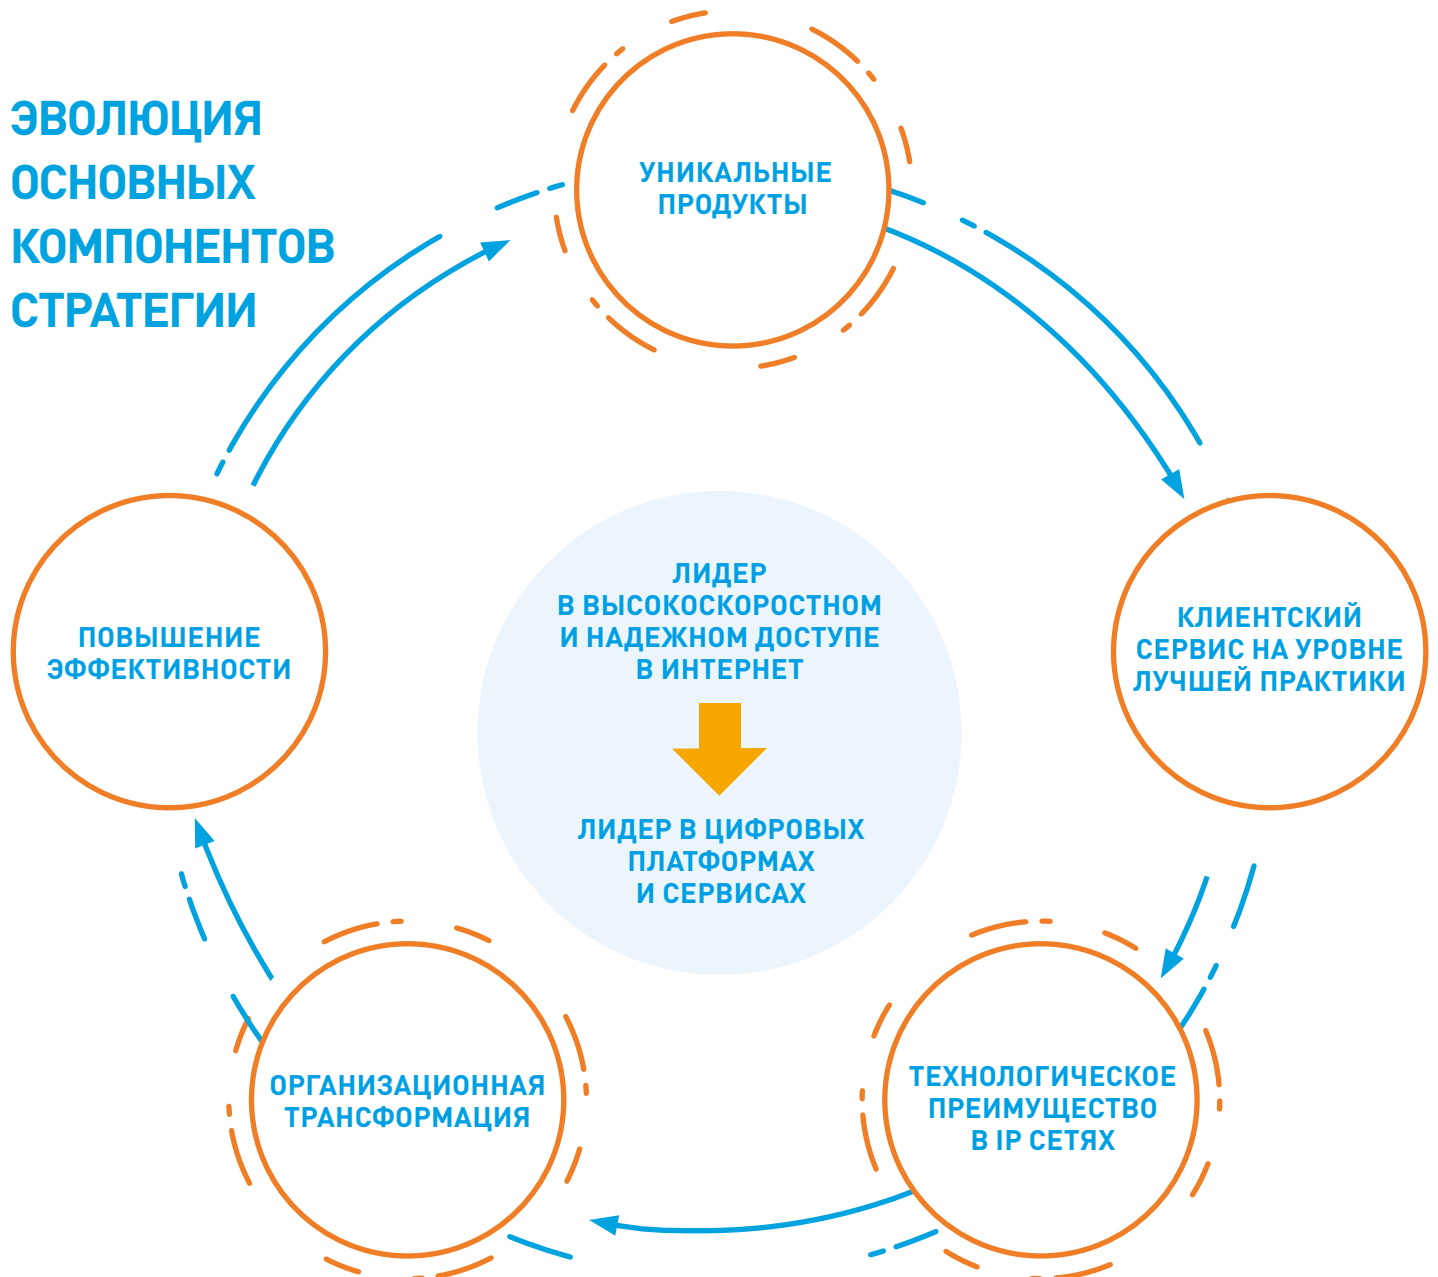 ЭВОЛЮЦИЯ
ОСНОВНЫХ
КОМПОНЕНТОВ
СТРАТЕГИИ
УНИКАЛЬНЫЕ
ПРОДУКТЫ
КЛИЕНТСКИЙ
СЕРВИС НА УРОВНЕ
ЛУЧШЕЙ ПРАКТИКИ
ТЕХНОЛОГИЧЕСКОЕ
ПРЕИМУЩЕСТВО
В IP СЕТЯХ
ОРГАНИЗАЦИОННАЯ
ТРАНСФОРМАЦИЯ
ПОВЫШЕНИЕ
ЭФФЕКТИВНОСТИ
ЛИДЕР
В ВЫСОКОСКОРОСТНОМ
И НАДЕЖНОМ ДОСТУПЕ
В ИНТЕРНЕТ
ЛИДЕР В ЦИФРОВЫХ
ПЛАТФОРМАХ
И СЕРВИСАХ